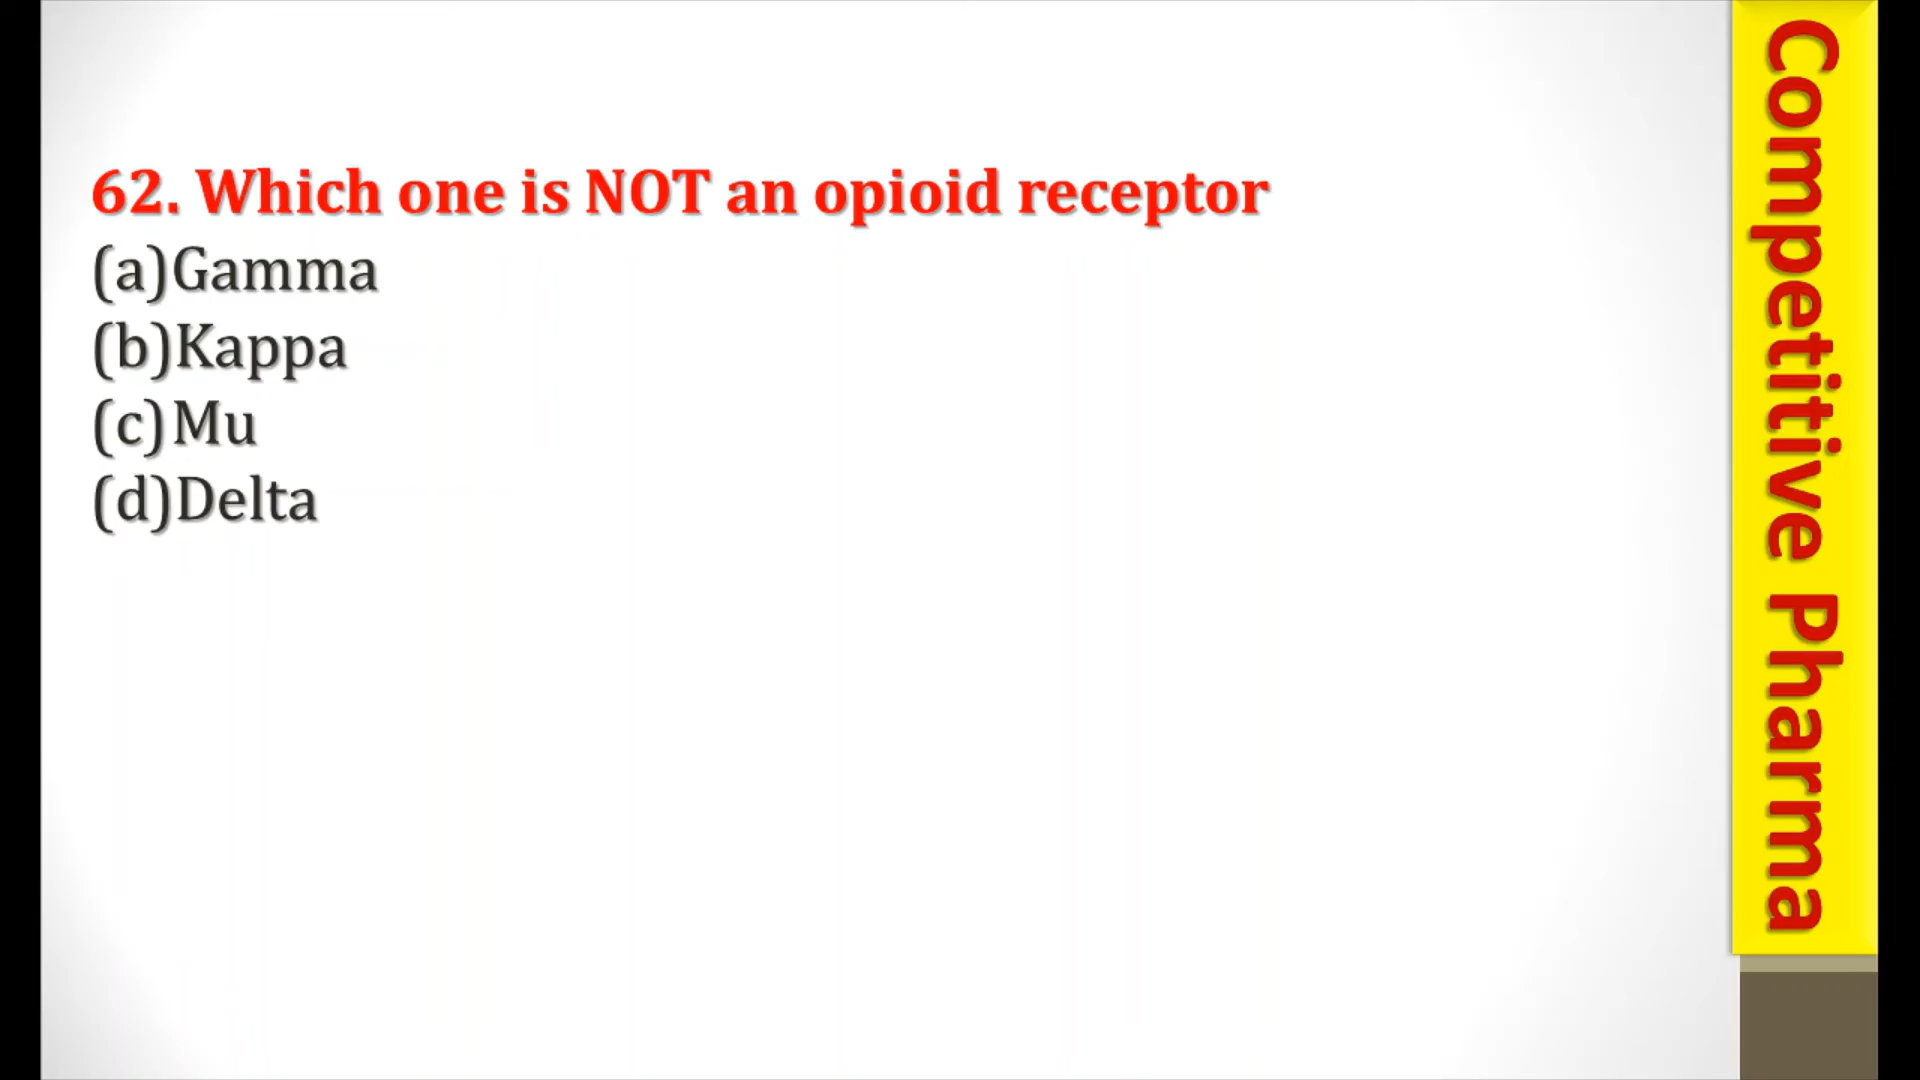 62. Which one is NOT an opioid receptor
(a)Gamma
(b)Kappa
(c)Mu
(d)Delta
Competitive Pharma